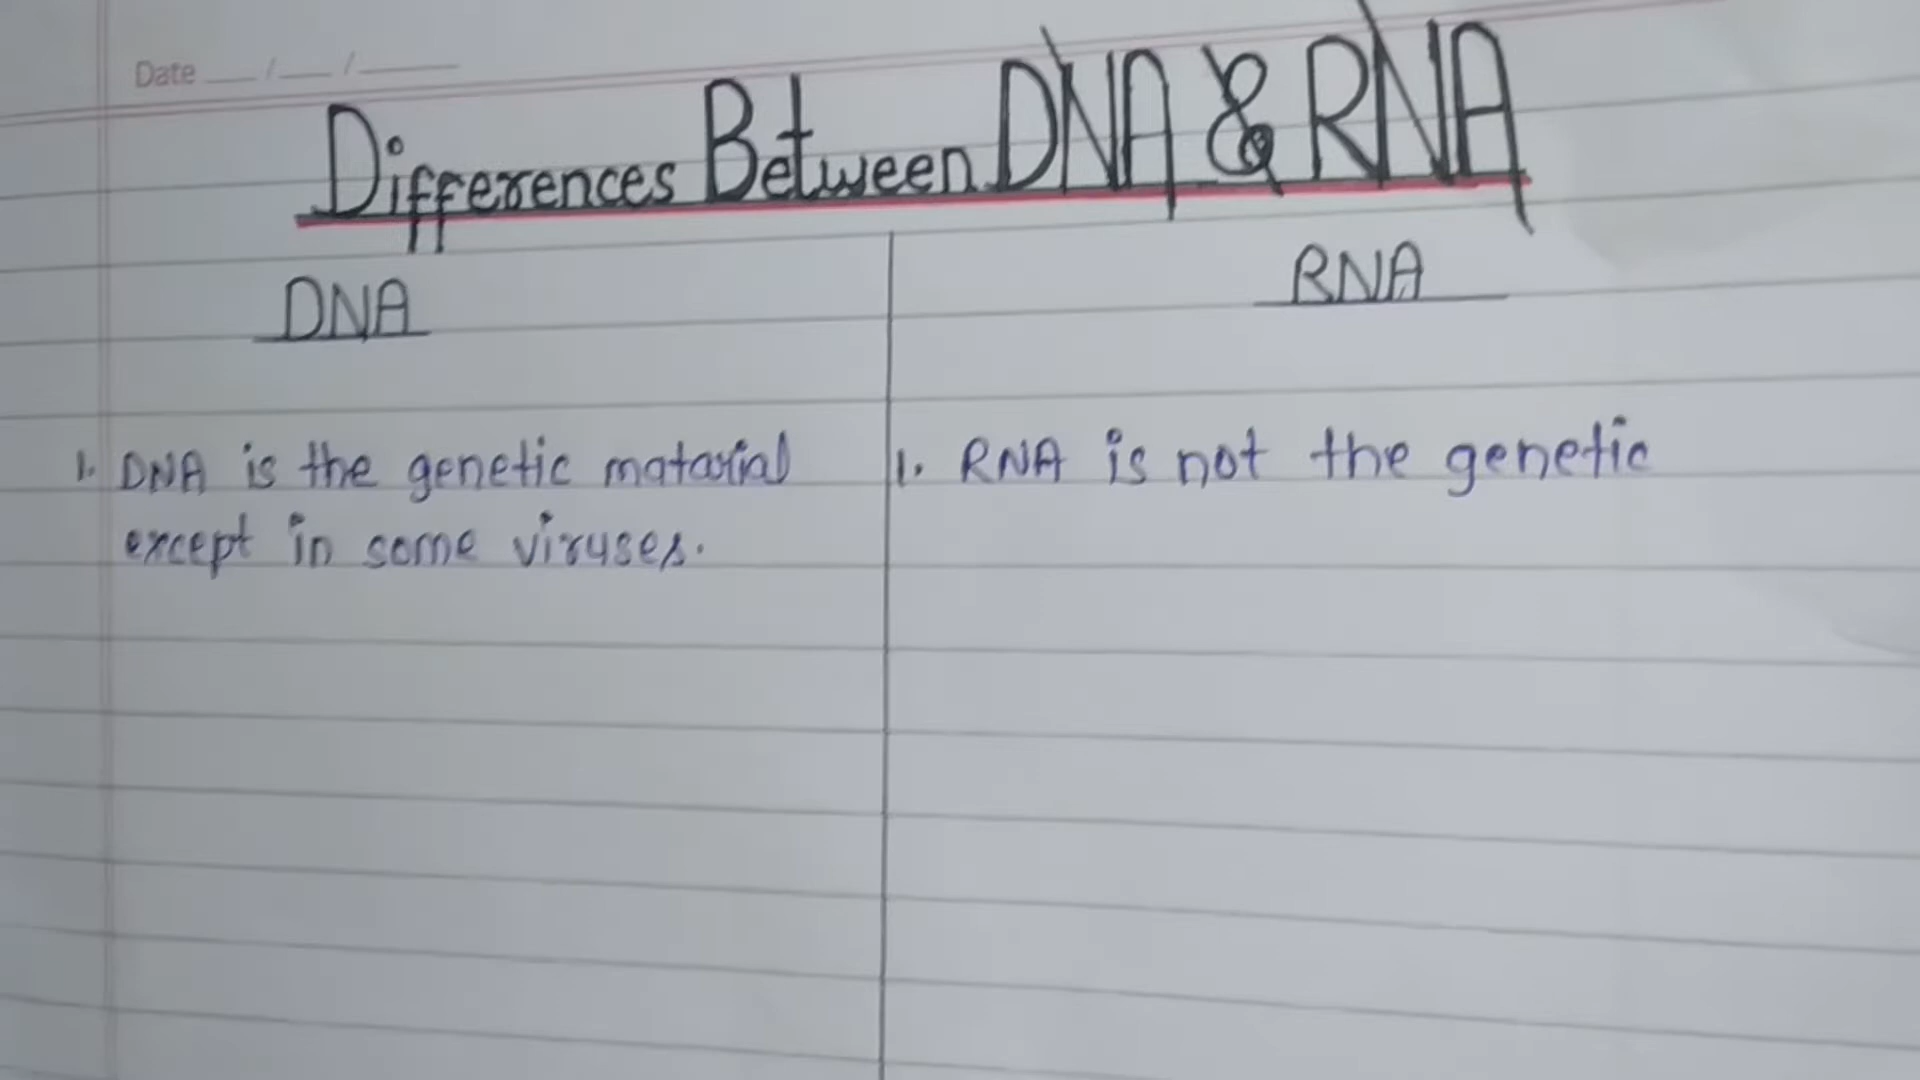 Date __/__/____
Differences Between DNA & RNA
DNA
RNA
1. DNA is the genetic matarial
except in some viruses.
1. RNA is not the genetic